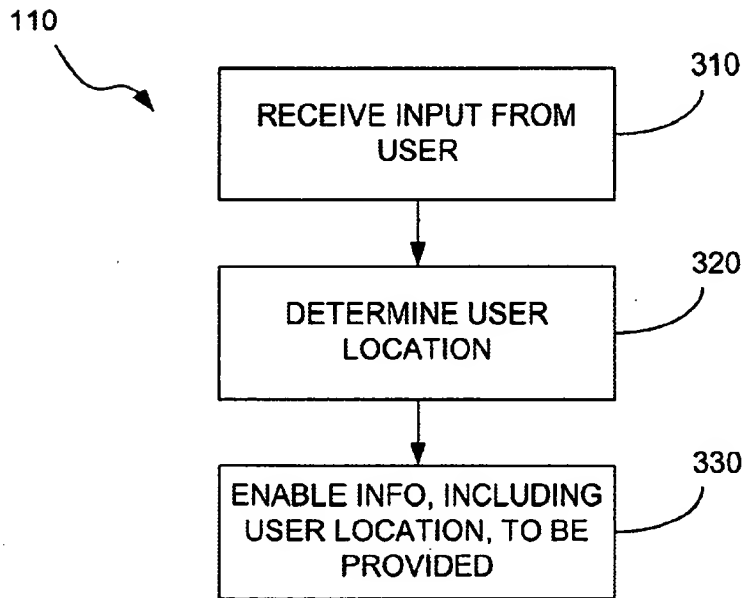 110
310
RECEIVE INPUT FROM
USER
320
DETERMINE USER
LOCATION
330
ENABLE INFO, INCLUDING
USER LOCATION, TO BE
PROVIDED